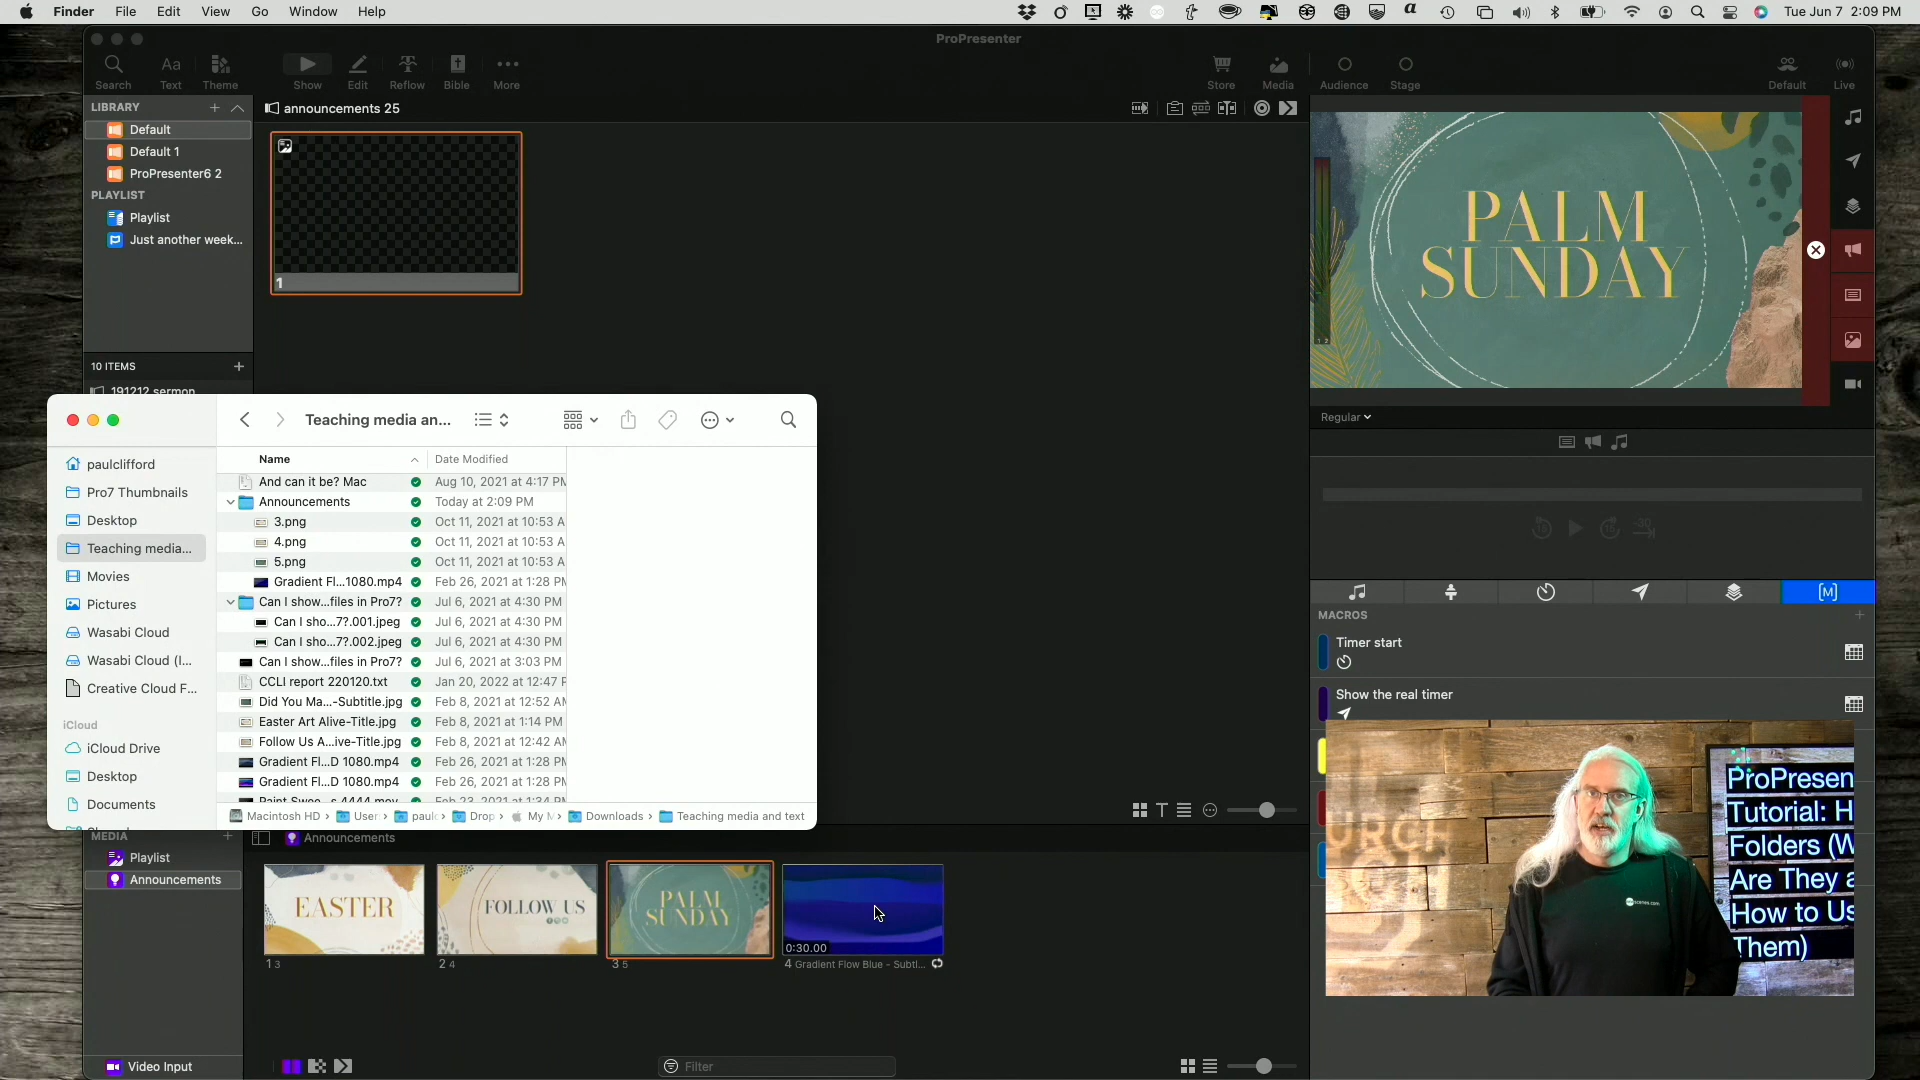 Finder File Edit View Go Window Help
Tue Jun 7 2:09 PM
ProPresenter
Search Text Theme Show Edit Reflow Bible More Store Media Audience Stage Default Live
Aa
LIBRARY
Default
Default 1
ProPresenter6 2
PLAYLIST
Playlist
Just another week...
10 ITEMS
191212 sermon
announcements 25
1
PALM
SUNDAY
1 2
Regular
MACROS
Timer start
Show the real timer
Teaching media an...
paulclifford
Pro7 Thumbnails
Desktop
Teaching media...
Movies
Pictures
Wasabi Cloud
Wasabi Cloud (I...
Creative Cloud F...
iCloud
iCloud Drive
Desktop
Documents
Name Date Modified
And can it be? Mac Aug 10, 2021 at 4:17 PM
Announcements Today at 2:09 PM
3.png Oct 11, 2021 at 10:53 A
4.png Oct 11, 2021 at 10:53 A
5.png Oct 11, 2021 at 10:53 A
Gradient Fl...1080.mp4 Feb 26, 2021 at 1:28 PM
Can I show...files in Pro7? Jul 6, 2021 at 4:30 PM
Can I sho...7?.001.jpeg Jul 6, 2021 at 4:30 PM
Can I sho...7?.002.jpeg Jul 6, 2021 at 4:30 PM
Can I show...files in Pro7? Jul 6, 2021 at 3:03 PM
CCLI report 220120.txt Jan 20, 2022 at 12:47 P
Did You Ma...-Subtitle.jpg Feb 8, 2021 at 12:52 AM
Easter Art Alive-Title.jpg Feb 8, 2021 at 1:14 PM
Follow Us A...ive-Title.jpg Feb 8, 2021 at 12:42 AM
Gradient Fl...D 1080.mp4 Feb 26, 2021 at 1:28 PM
Gradient Fl...D 1080.mp4 Feb 26, 2021 at 1:28 PM
Macintosh HD › User › paulc › Drop › My M › Downloads › Teaching media and text
MEDIA
Playlist
Announcements
Video Input
Announcements
EASTER
1 3
FOLLOW US
2 4
PALM
SUNDAY
3 5
0:30.00
4 Gradient Flow Blue - Subtl...
Filter
URCH
ProPresen
Tutorial: H
Folders (W
Are They a
How to Us
Them)